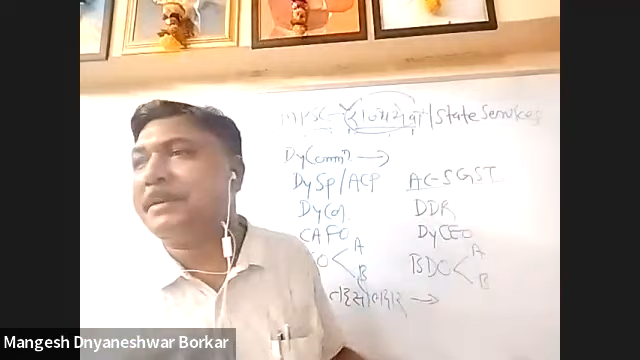 MPSC - राज्यसेवा / State Services
Dy Comm. →
DySp/ACP AC-SGST
DyCol. DDR
CAFO DyCEO
O < A B BDO < A B
तहसीलदार →
Mangesh Dnyaneshwar Borkar